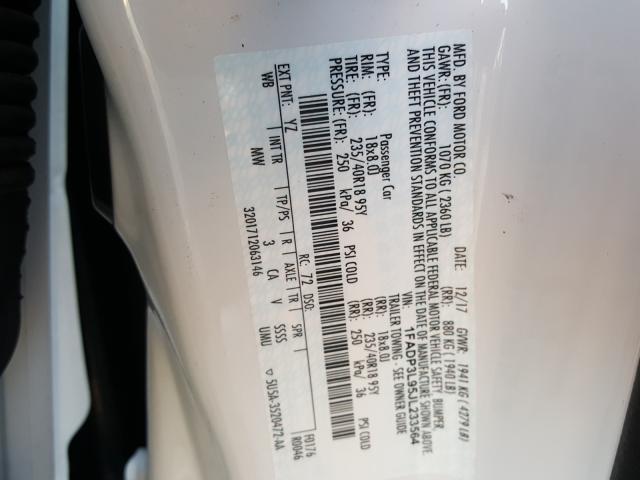 MFD. BY FORD MOTOR CO.
DATE: 12/17 GVWR: 1941 KG ( 4279 LB)
GAWR: (FR): 1070 KG ( 2360 LB) (RR): 880 KG ( 1940 LB)
THIS VEHICLE CONFORMS TO ALL APPLICABLE FEDERAL MOTOR VEHICLE SAFETY, BUMPER,
AND THEFT PREVENTION STANDARDS IN EFFECT ON THE DATE OF MANUFACTURE SHOWN ABOVE.
VIN: 1FADP3L95JL233564
TYPE: Passenger Car TRAILER TOWING - SEE OWNER GUIDE
RIM: (FR): 18x8.0J (RR): 18x8.0J
TIRE: (FR): 235/40R18 95Y (RR): 235/40R18 95Y
PRESSURE: (FR): 250 kPa/ 36 PSI COLD (RR): 250 kPa/ 36 PSI COLD
F0176
R0046
EXT PNT: YZ RC: 72 DSO:
WB INT TR TP/PS R AXLE TR SPR
MW 3 CA V SSSS
3201712063146 UMU 5U5A-3520472-AA